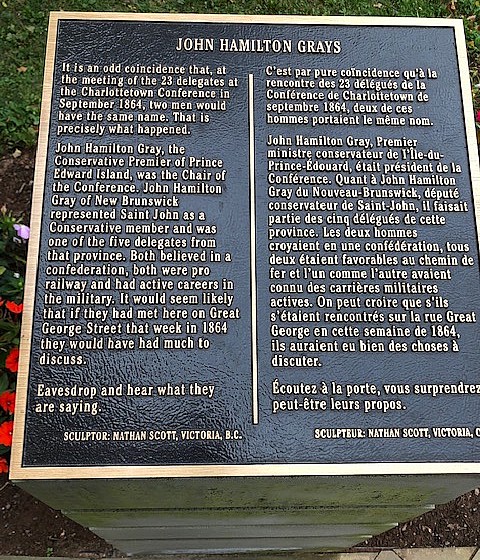 JOHN HAMILTON GRAYS
It is an odd coincidence that, at
the meeting of the 23 delegates at
the Charlottetown Conference in
September 1864, two men would
have the same name. That is
precisely what happened.
John Hamilton Gray, the
Conservative Premier of Prince
Edward Island, was the Chair of
the Conference. John Hamilton
Gray of New Brunswick
represented Saint John as a
Conservative member and was
one of the five delegates from
that province. Both believed in a
confederation, both were pro
railway and had active careers in
the military. It would seem likely
that if they had met here on Great
George Street that week in 1864
they would have had much to
discuss.
Eavesdrop and hear what they
are saying.
SCULPTOR: NATHAN SCOTT, VICTORIA, B.C.
C'est par pure coïncidence qu'à la
rencontre des 23 délégués de la
Conférence de Charlottetown de
septembre 1864, deux de ces
hommes portaient le même nom.
John Hamilton Gray, Premier
ministre conservateur de l'Île-du-
Prince-Édouard, était président de la
Conférence. Quant à John Hamilton
Gray du Nouveau-Brunswick, député
conservateur de Saint-John, il faisait
partie des cinq délégués de cette
province. Les deux hommes
croyaient en une confédération, tous
deux étaient favorables au chemin de
fer et l'un comme l'autre avaient
connu des carrières militaires
actives. On peut croire que s'ils
s'étaient rencontrés sur la rue Great
George en cette semaine de 1864,
ils auraient eu bien des choses à
discuter.
Écoutez à la porte, vous surprendrez
peut-être leurs propos.
SCULPTEUR: NATHAN SCOTT, VICTORIA,